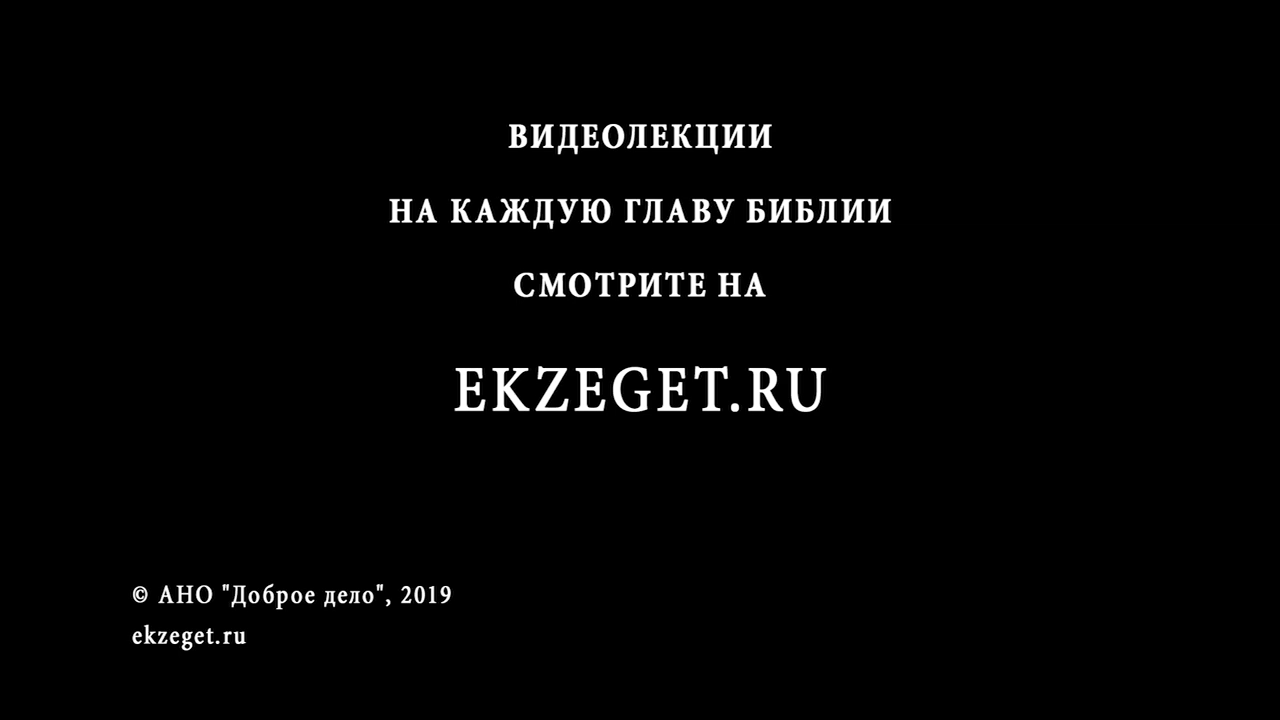 ВИДЕОЛЕКЦИИ
НА КАЖДУЮ ГЛАВУ БИБЛИИ
СМОТРИТЕ НА
EKZEGET.RU
© АНО "Доброе дело", 2019
ekzeget.ru